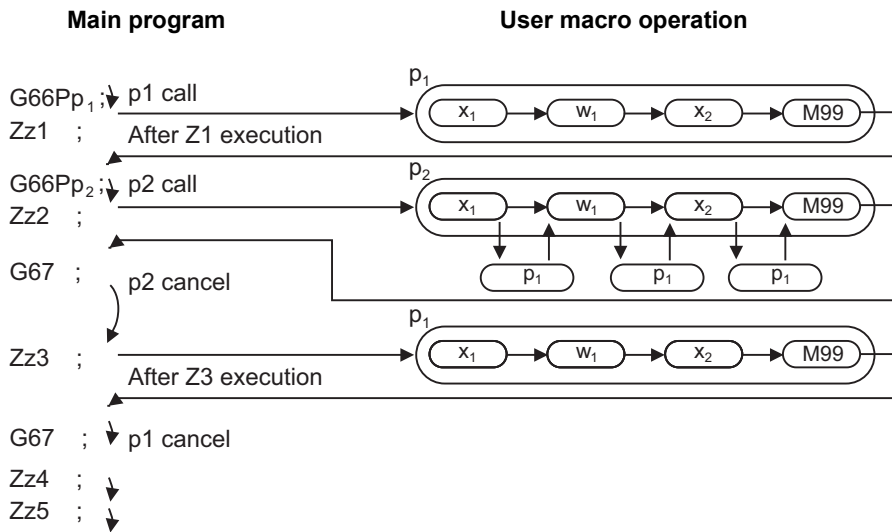 Main program User macro operation
p₁
G66Pp₁ ; p1 call
x₁ w₁ x₂ M99
Zz1 ; After Z1 execution
p₂
G66Pp₂ ; p2 call
x₁ w₁ x₂ M99
Zz2 ;
p₁ p₁ p₁
G67 ; p2 cancel
p₁
Zz3 ; x₁ w₁ x₂ M99
After Z3 execution
G67 ; p1 cancel
Zz4 ;
Zz5 ;